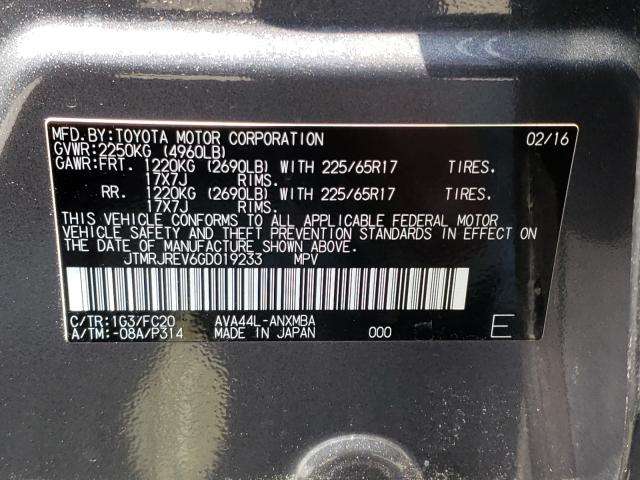 MFD.BY:TOYOTA MOTOR CORPORATION 02/16
GVWR:2250KG (4960LB)
GAWR:FRT. 1220KG (2690LB) WITH 225/65R17 TIRES.
17X7J RIMS.
RR. 1220KG (2690LB) WITH 225/65R17 TIRES.
17X7J RIMS.
THIS VEHICLE CONFORMS TO ALL APPLICABLE FEDERAL MOTOR
VEHICLE SAFETY AND THEFT PREVENTION STANDARDS IN EFFECT ON
THE DATE OF MANUFACTURE SHOWN ABOVE.
JTMRJREV6GD019233 MPV
C/TR:1G3/FC20 AVA44L-ANXMBA
A/TM:-08A/P314 MADE IN JAPAN 000 E